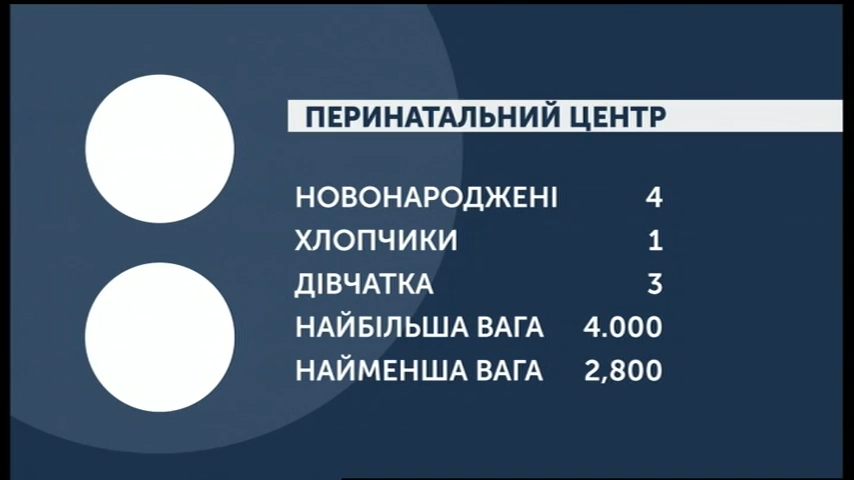 ПЕРИНАТАЛЬНИЙ ЦЕНТР
НОВОНАРОДЖЕНІ 4
ХЛОПЧИКИ 1
ДІВЧАТКА 3
НАЙБІЛЬША ВАГА 4.000
НАЙМЕНША ВАГА 2,800